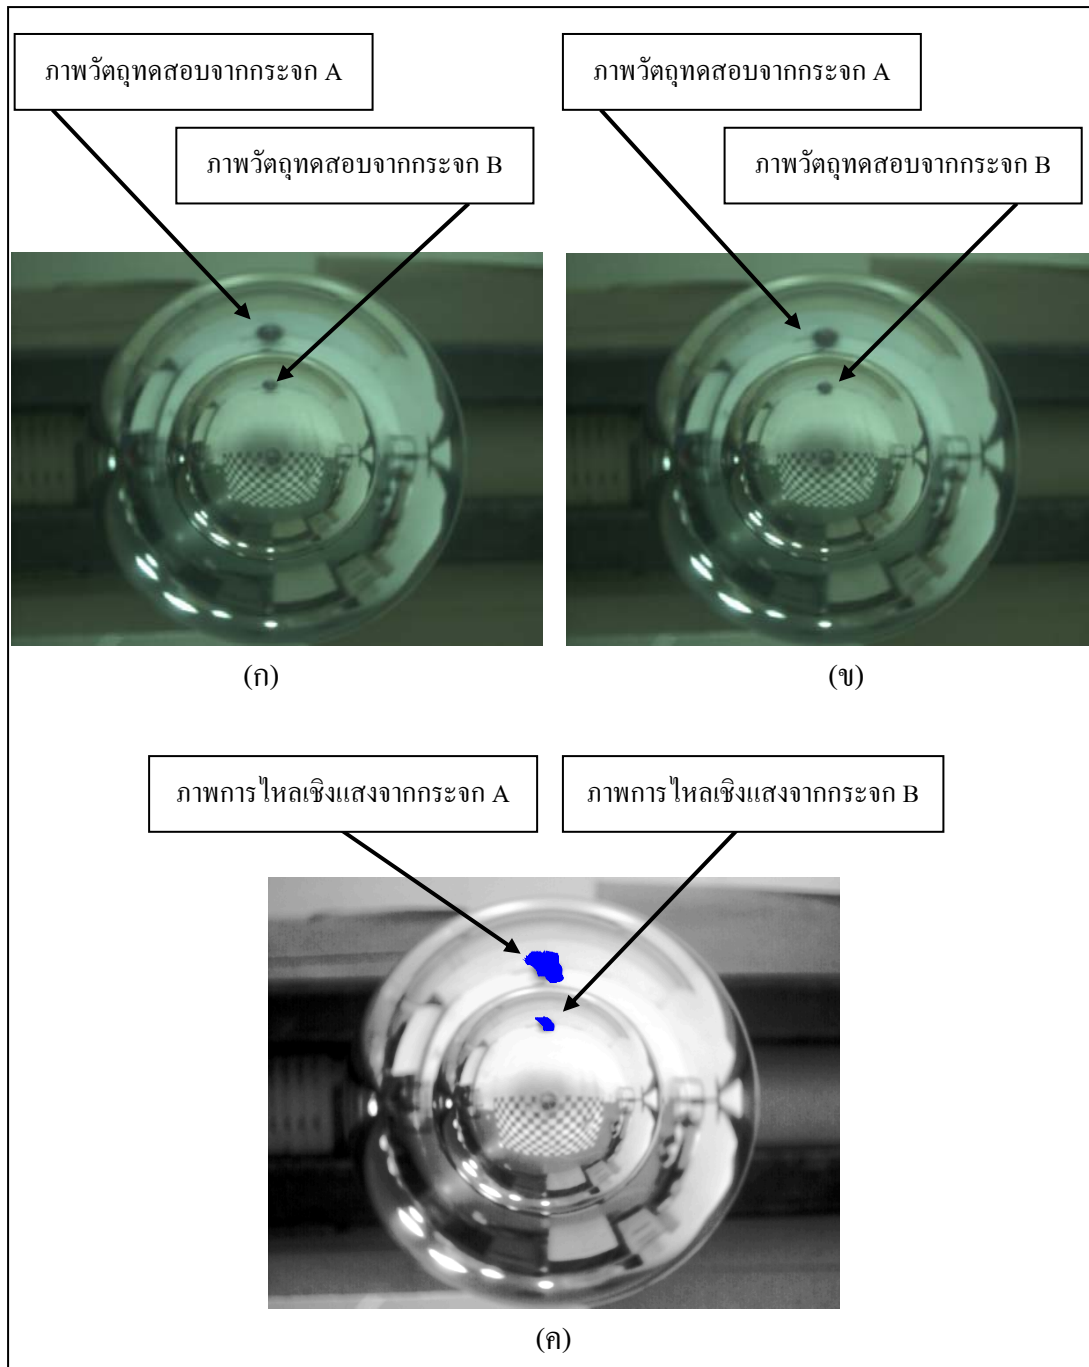 ภาพวัตถุทดสอบจากกระจก A
ภาพวัตถุทดสอบจากกระจก B
ภาพวัตถุทดสอบจากกระจก A
ภาพวัตถุทดสอบจากกระจก B
(ก)
(ข)
ภาพการไหลเชิงแสงจากกระจก A
ภาพการไหลเชิงแสงจากกระจก B
(ค)